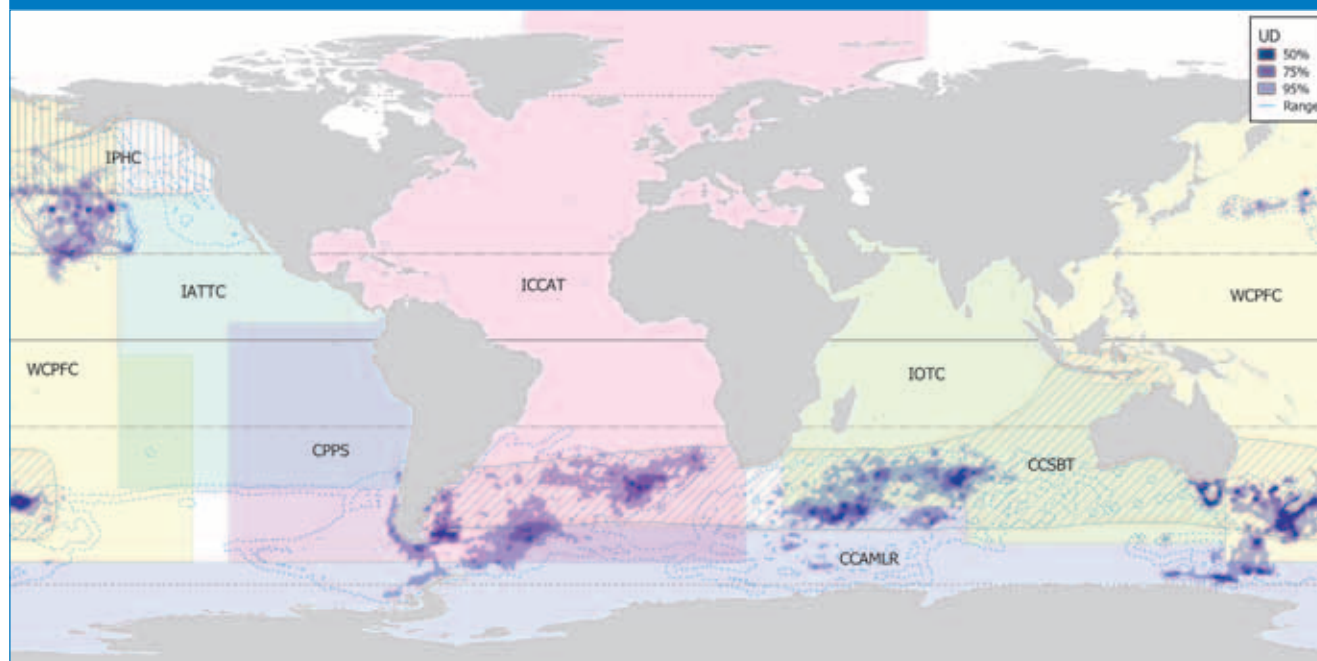 UD
50%
75%
95%
Range
IPHC
IATTC
ICCAT
WCPFC
WCPFC
IOTC
CPPS
CCSBT
CCAMLR